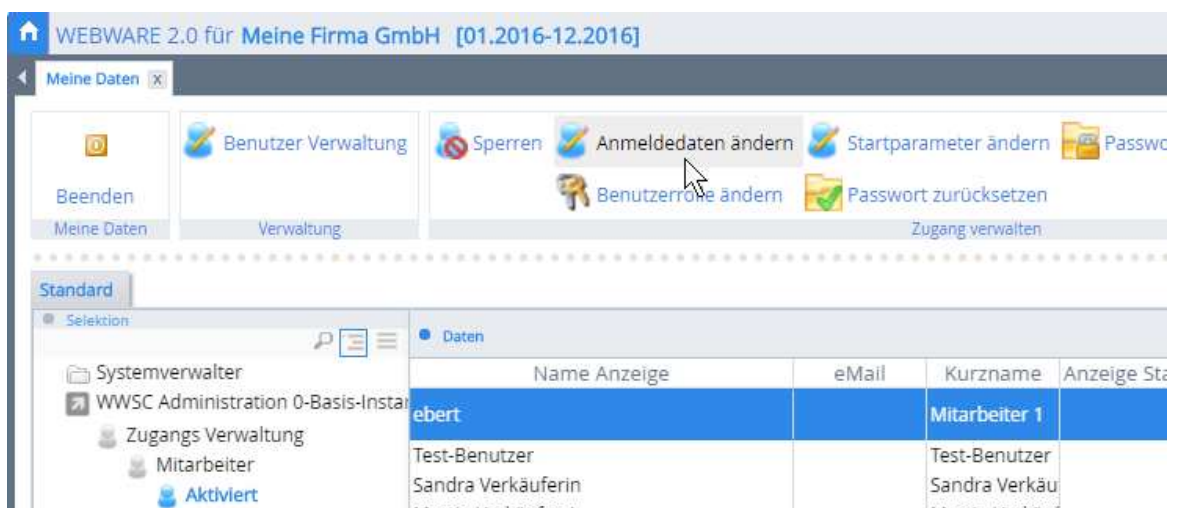 WEBWARE 2.0 für Meine Firma GmbH [01.2016-12.2016]
Meine Daten x
Benutzer Verwaltung
Sperren
Anmeldedaten ändern
Startparameter ändern
Passwo
Beenden
Benutzerrolle ändern
Passwort zurücksetzen
Meine Daten
Verwaltung
Zugang verwalten
Standard
Selektion
Daten
Systemverwalter
Name Anzeige eMail Kurzname Anzeige Sta
WWSC Administration 0-Basis-Instar
ebert Mitarbeiter 1
Zugangs Verwaltung
Test-Benutzer Test-Benutzer
Mitarbeiter
Sandra Verkäuferin Sandra Verkäu
Aktiviert